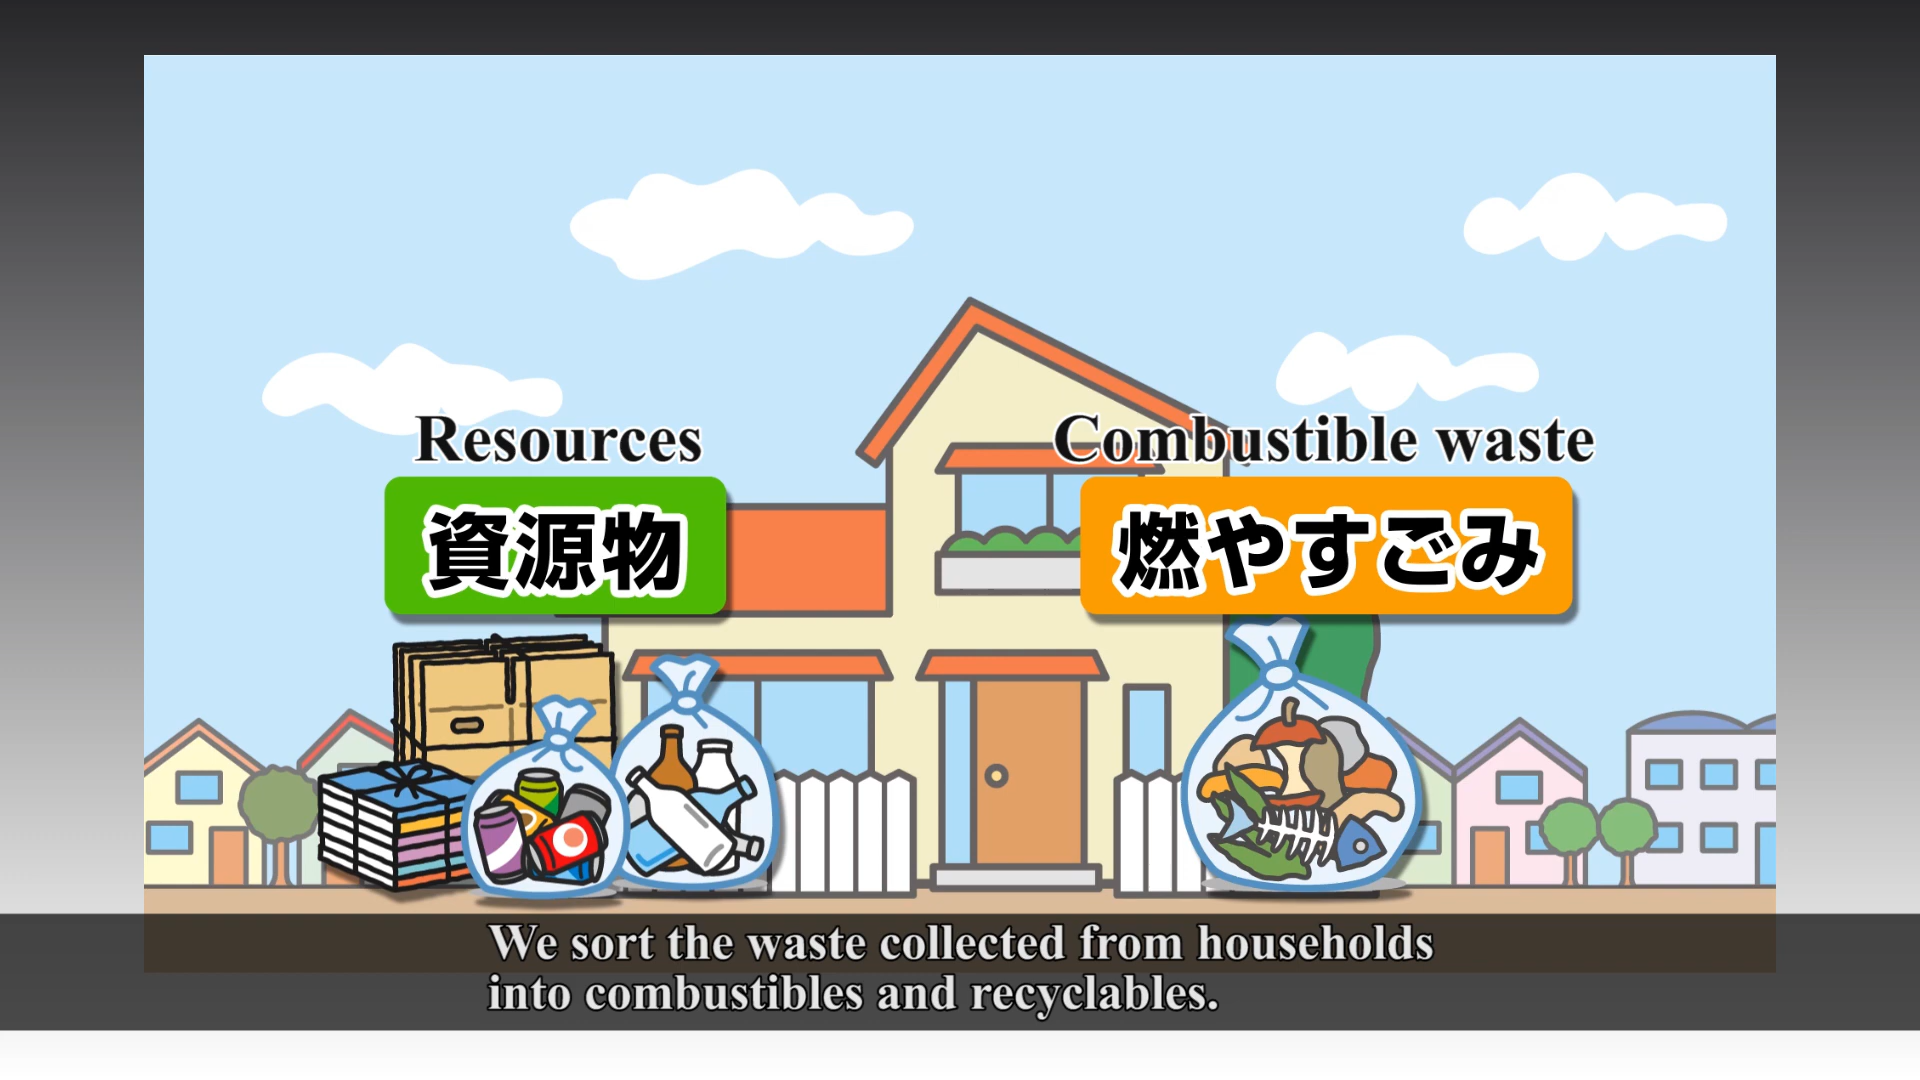 Resources
資源物
Combustible waste
燃やすごみ
We sort the waste collected from households
into combustibles and recyclables.